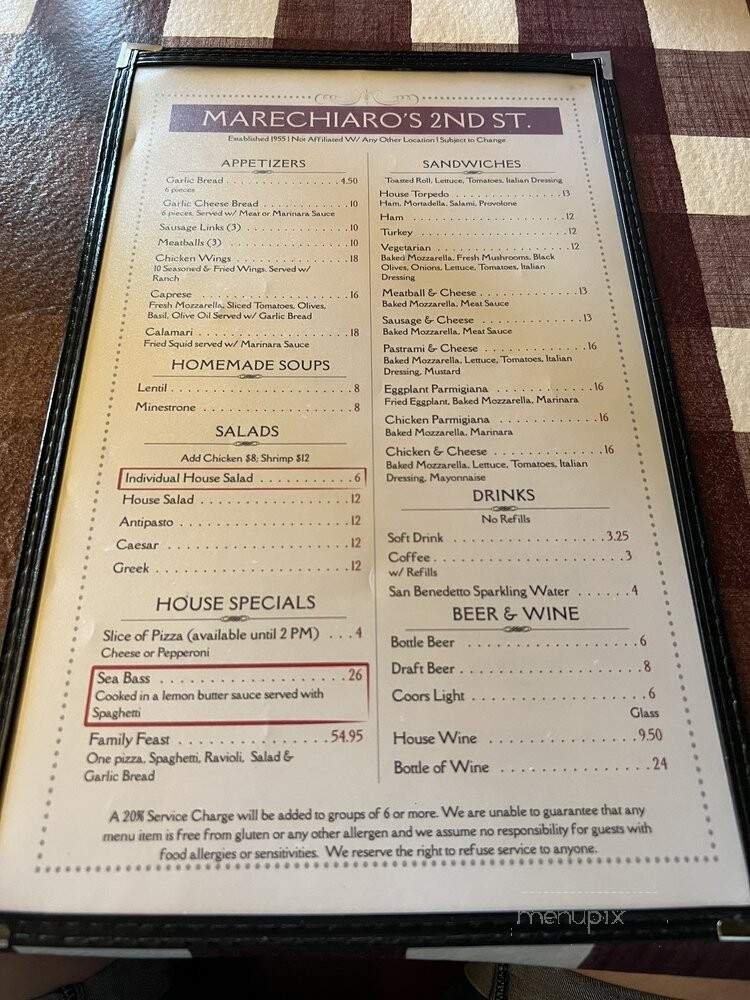 MARECHIARO'S 2ND ST.
Established 1955 | Not Affiliated W/ Any Other Location | Subject to Change
APPETIZERS
Garlic Bread . . . . . . . . . . . . . . . . . 4.50
6 pieces
Garlic Cheese Bread . . . . . . . . . . . . . 10
6 pieces, Served w/ Meat or Marinara Sauce
Sausage Links (3) . . . . . . . . . . . . . . . 10
Meatballs (3) . . . . . . . . . . . . . . . . . 10
Chicken Wings . . . . . . . . . . . . . . . . 18
10 Seasoned & Fried Wings. Served w/
Ranch
Caprese . . . . . . . . . . . . . . . . . . . . 16
Fresh Mozzarella, Sliced Tomatoes, Olives,
Basil, Olive Oil Served w/ Garlic Bread
Calamari . . . . . . . . . . . . . . . . . . . 18
Fried Squid served w/ Marinara Sauce
HOMEMADE SOUPS
Lentil . . . . . . . . . . . . . . . . . . . . . 8
Minestrone . . . . . . . . . . . . . . . . . . 8
SALADS
Add Chicken $8; Shrimp $12
Individual House Salad . . . . . . . . . . . 6
House Salad . . . . . . . . . . . . . . . . . 12
Antipasto . . . . . . . . . . . . . . . . . . 12
Caesar . . . . . . . . . . . . . . . . . . . . 12
Greek . . . . . . . . . . . . . . . . . . . . . 12
HOUSE SPECIALS
Slice of Pizza (available until 2 PM) . . . 4
Cheese or Pepperoni
Sea Bass . . . . . . . . . . . . . . . . . . . 26
Cooked in a lemon butter sauce served with
Spaghetti
Family Feast . . . . . . . . . . . . . . . 54.95
One pizza, Spaghetti, Ravioli, Salad &
Garlic Bread
SANDWICHES
Toasted Roll, Lettuce, Tomatoes, Italian Dressing
House Torpedo . . . . . . . . . . . . . . . . 13
Ham, Mortadella, Salami, Provolone
Ham . . . . . . . . . . . . . . . . . . . . . . 12
Turkey . . . . . . . . . . . . . . . . . . . . . 12
Vegetarian . . . . . . . . . . . . . . . . . . 12
Baked Mozzarella, Fresh Mushrooms, Black
Olives, Onions, Lettuce, Tomatoes, Italian
Dressing
Meatball & Cheese . . . . . . . . . . . . . 13
Baked Mozzarella, Meat Sauce
Sausage & Cheese . . . . . . . . . . . . . . 13
Baked Mozzarella, Meat Sauce
Pastrami & Cheese . . . . . . . . . . . . . 16
Baked Mozzarella, Lettuce, Tomatoes, Italian
Dressing, Mustard
Eggplant Parmigiana . . . . . . . . . . . . 16
Fried Eggplant, Baked Mozzarella, Marinara
Chicken Parmigiana . . . . . . . . . . . . . 16
Baked Mozzarella, Marinara
Chicken & Cheese . . . . . . . . . . . . . . 16
Baked Mozzarella, Lettuce, Tomatoes, Italian
Dressing, Mayonnaise
DRINKS
No Refills
Soft Drink . . . . . . . . . . . . . . . . . 3.25
Coffee . . . . . . . . . . . . . . . . . . . . . 3
w/ Refills
San Benedetto Sparkling Water . . . . . . 4
BEER & WINE
Bottle Beer . . . . . . . . . . . . . . . . . . 6
Draft Beer . . . . . . . . . . . . . . . . . . 8
Coors Light . . . . . . . . . . . . . . . . . . 6
Glass
House Wine . . . . . . . . . . . . . . . . 9.50
Bottle of Wine . . . . . . . . . . . . . . . 24
A 20% Service Charge will be added to groups of 6 or more. We are unable to guarantee that any
menu item is free from gluten or any other allergen and we assume no responsibility for guests with
food allergies or sensitivities. We reserve the right to refuse service to anyone.
menupix